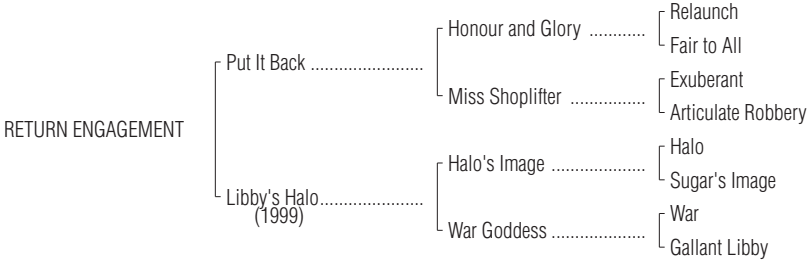 Relaunch
Honour and Glory ............
Fair to All
Put It Back .......................
Exuberant
Miss Shoplifter ................
Articulate Robbery
RETURN ENGAGEMENT
Halo
Halo's Image ...................
Sugar's Image
Libby's Halo.....................
(1999)
War
War Goddess ...................
Gallant Libby